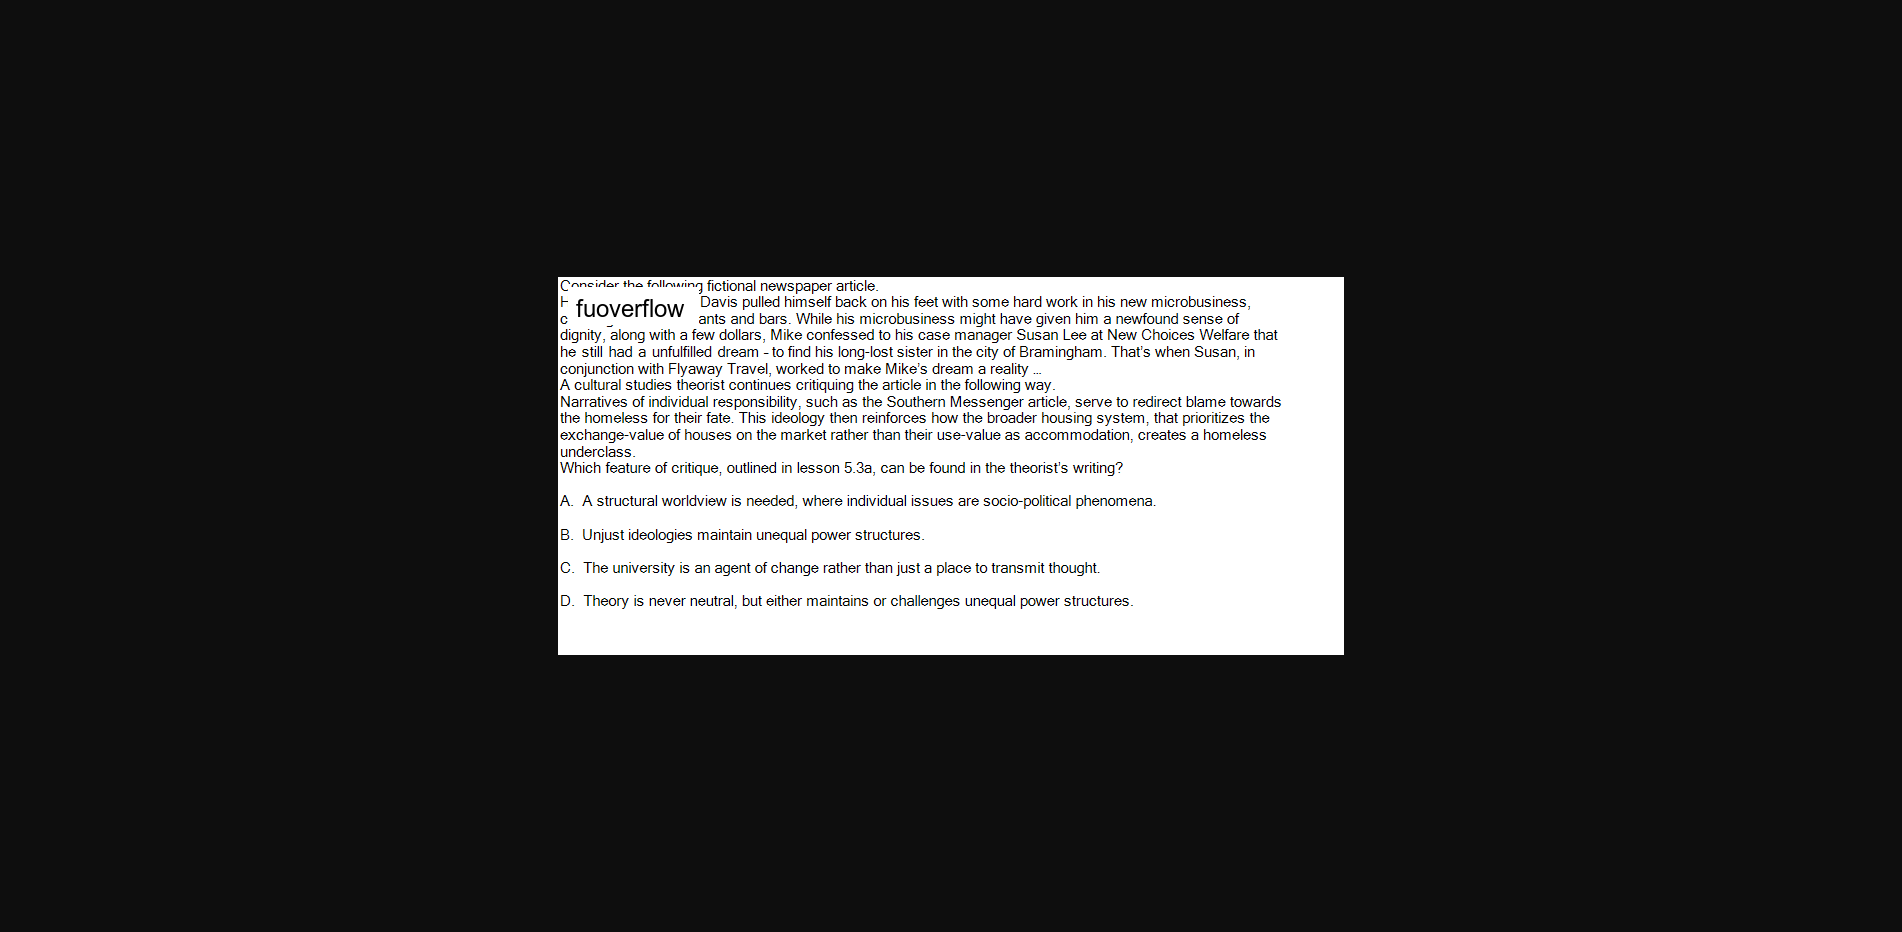 Consider the following fictional newspaper article.
Davis pulled himself back on his feet with some hard work in his new microbusiness,
fuoverflow
ants and bars. While his microbusiness might have given him a newfound sense of
dignity, along with a few dollars, Mike confessed to his case manager Susan Lee at New Choices Welfare that
he still had a unfulfilled dream - to find his long-lost sister in the city of Bramingham. That's when Susan, in
conjunction with Flyaway Travel, worked to make Mike's dream a reality ...
A cultural studies theorist continues critiquing the article in the following way.
Narratives of individual responsibility, such as the Southern Messenger article, serve to redirect blame towards
the homeless for their fate. This ideology then reinforces how the broader housing system, that prioritizes the
exchange-value of houses on the market rather than their use-value as accommodation, creates a homeless
underclass.
Which feature of critique, outlined in lesson 5.3a, can be found in the theorist's writing?
A. A structural worldview is needed, where individual issues are socio-political phenomena.
B. Unjust ideologies maintain unequal power structures.
C. The university is an agent of change rather than just a place to transmit thought.
D. Theory is never neutral, but either maintains or challenges unequal power structures.